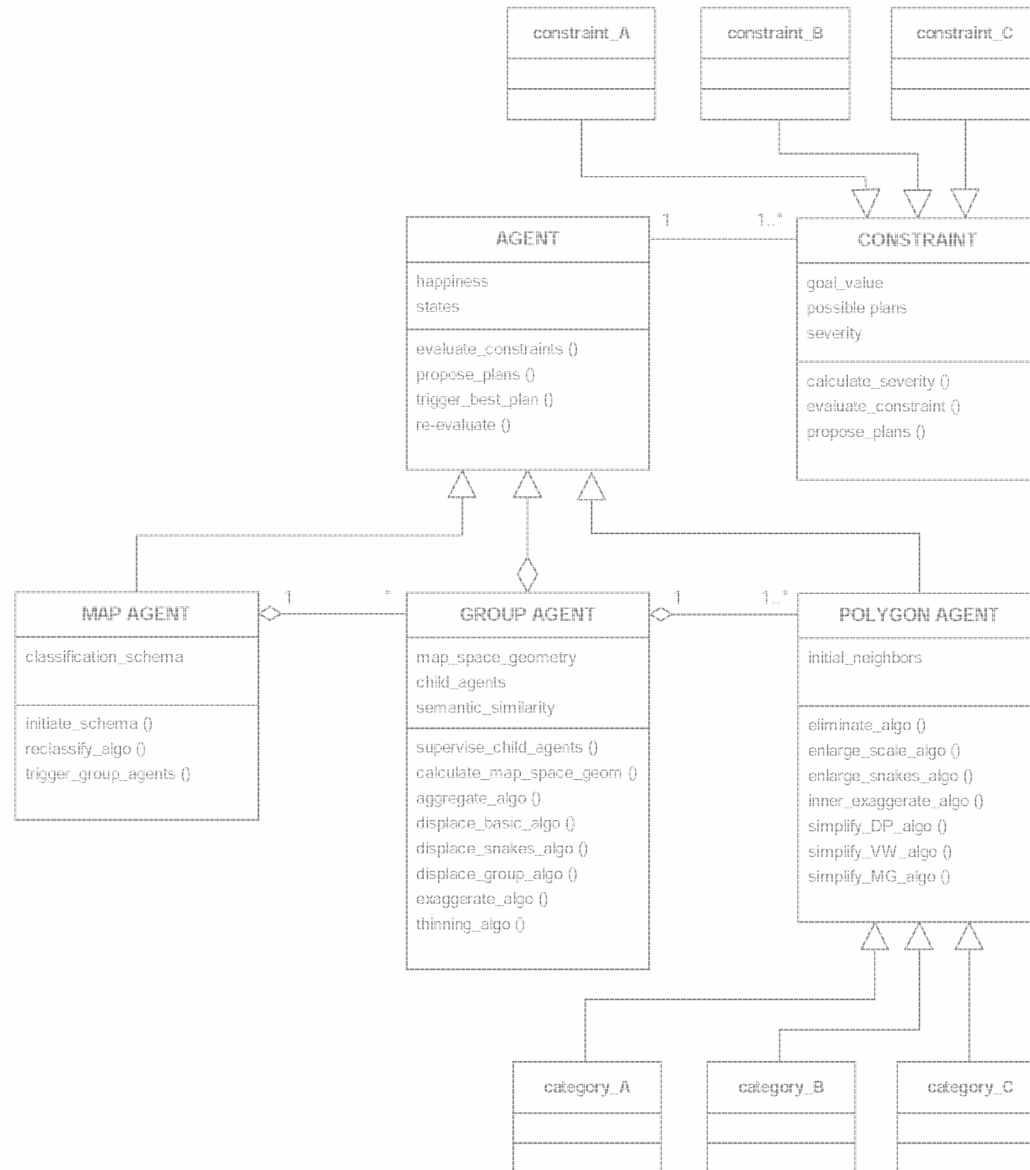 constraint_A
constraint_B
constraint_C
1
1..*
AGENT
happiness
states
evaluate_constraints ()
propose_plans ()
trigger_best_plan ()
re-evaluate ()
CONSTRAINT
goal_value
possible plans
severity
calculate_severity ()
evaluate_constraint ()
propose_plans ()
MAP AGENT
classification_schema
initiate_schema ()
reclassify_algo ()
trigger_group_agents ()
1
*
GROUP AGENT
map_space_geometry
child_agents
semantic_similarity
supervise_child_agents ()
calculate_map_space_geom ()
aggregate_algo ()
displace_basic_algo ()
displace_snakes_algo ()
displace_group_algo ()
exaggerate_algo ()
thinning_algo ()
1
1..*
POLYGON AGENT
initial_neighbors
eliminate_algo ()
enlarge_scale_algo ()
enlarge_snakes_algo ()
inner_exaggerate_algo ()
simplify_DP_algo ()
simplify_VW_algo ()
simplify_MG_algo ()
category_A
category_B
category_C